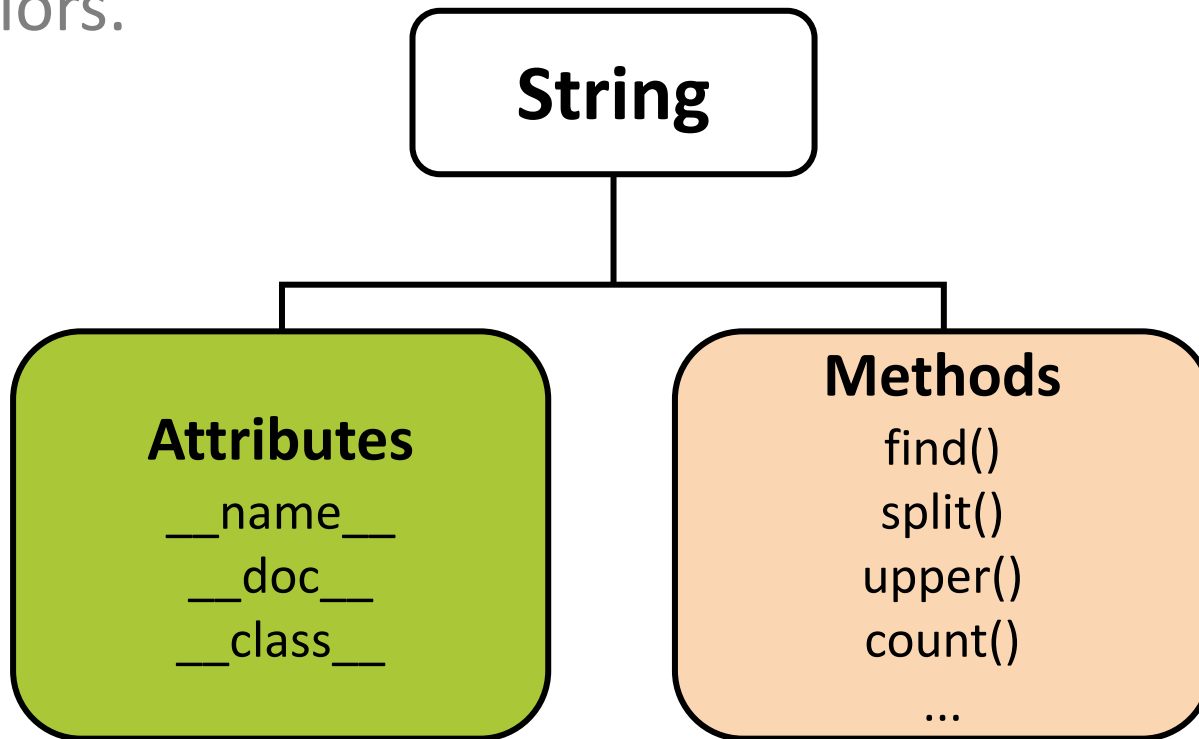 String
Attributes
__name__
__doc__
__class__
Methods
find()
split()
upper()
count()
...